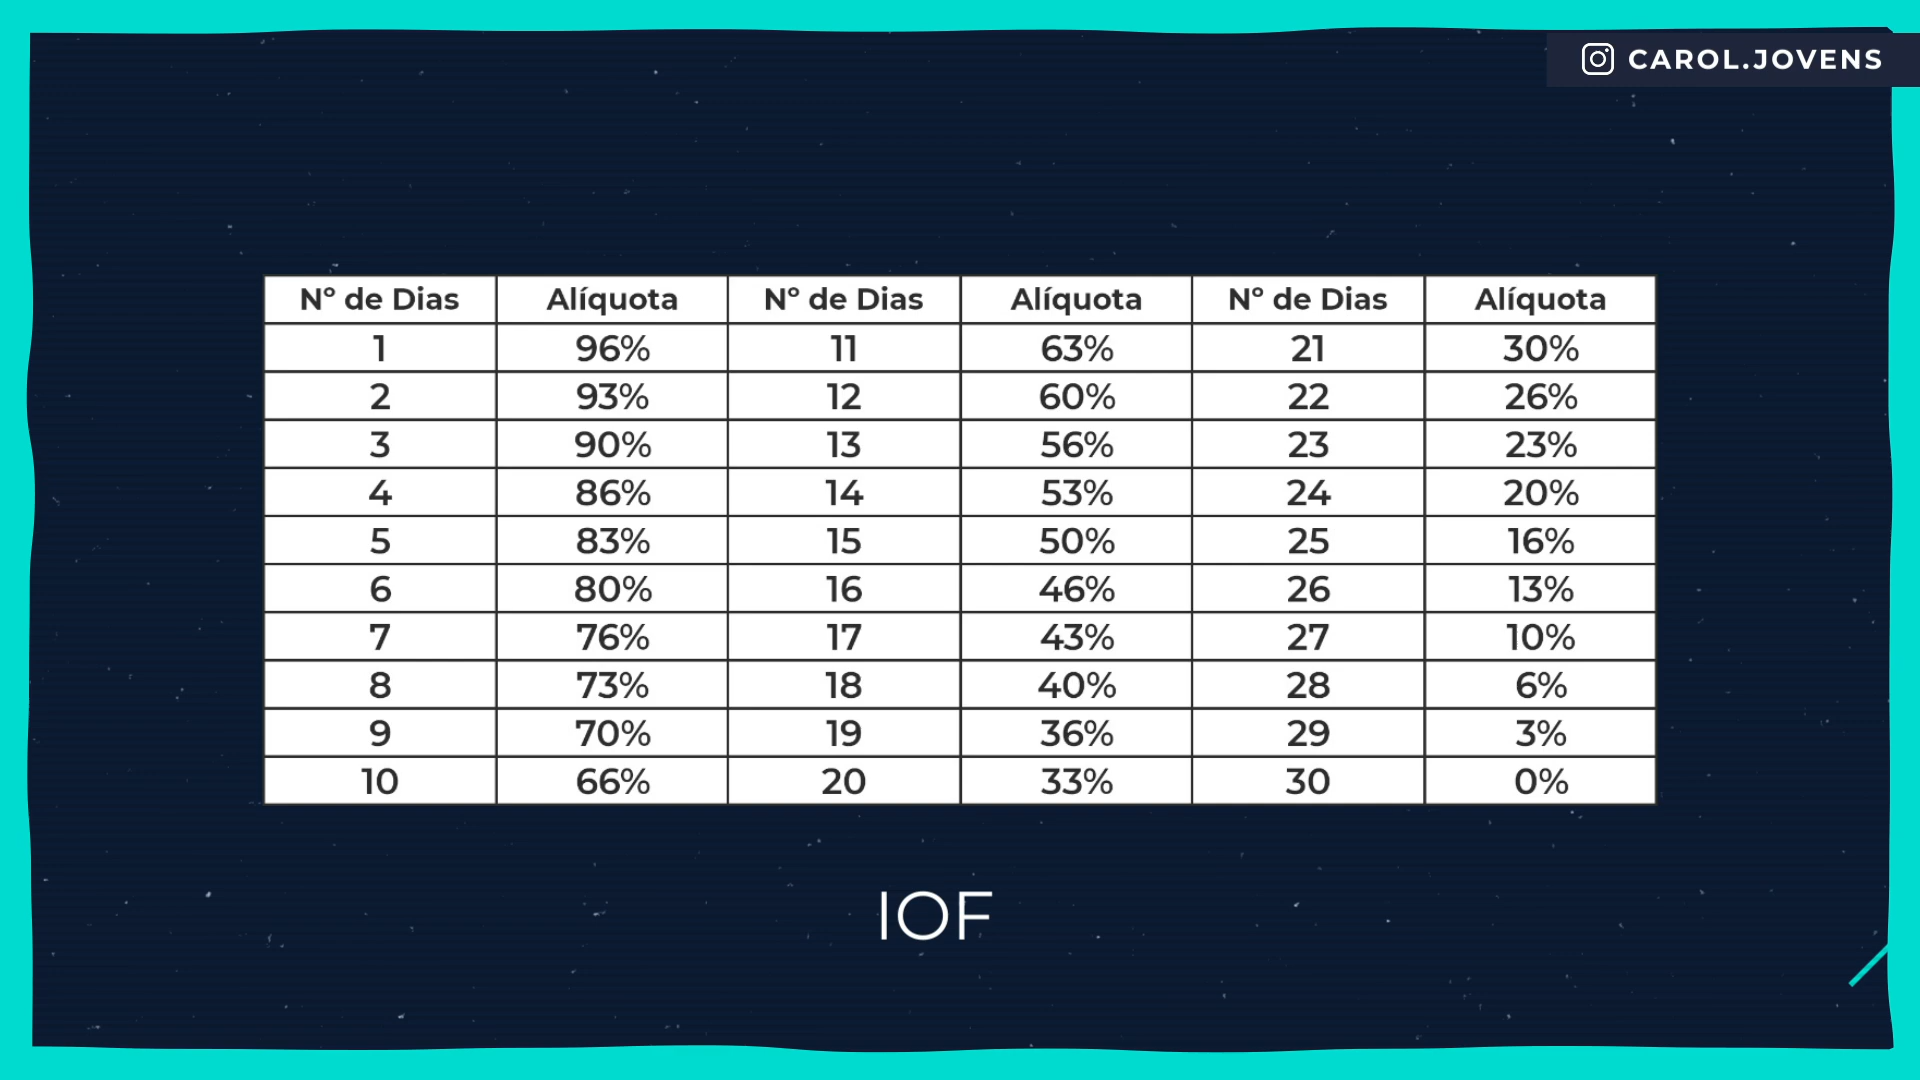 CAROL.JOVENS
Nº de Dias Alíquota Nº de Dias Alíquota Nº de Dias Alíquota
1 96% 11 63% 21 30%
2 93% 12 60% 22 26%
3 90% 13 56% 23 23%
4 86% 14 53% 24 20%
5 83% 15 50% 25 16%
6 80% 16 46% 26 13%
7 76% 17 43% 27 10%
8 73% 18 40% 28 6%
9 70% 19 36% 29 3%
10 66% 20 33% 30 0%
IOF